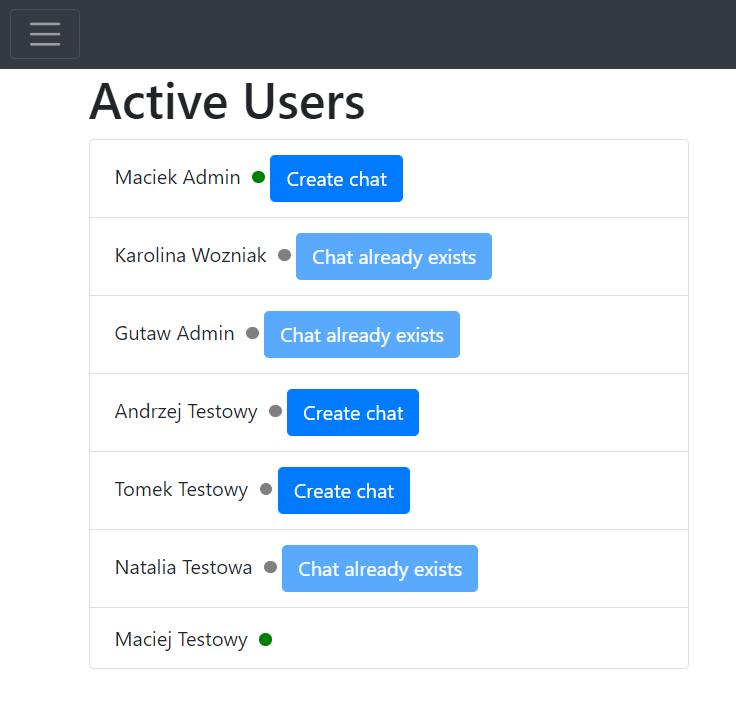 Active Users
Maciek Admin Create chat
Karolina Wozniak Chat already exists
Gutaw Admin Chat already exists
Andrzej Testowy Create chat
Tomek Testowy Create chat
Natalia Testowa Chat already exists
Maciej Testowy